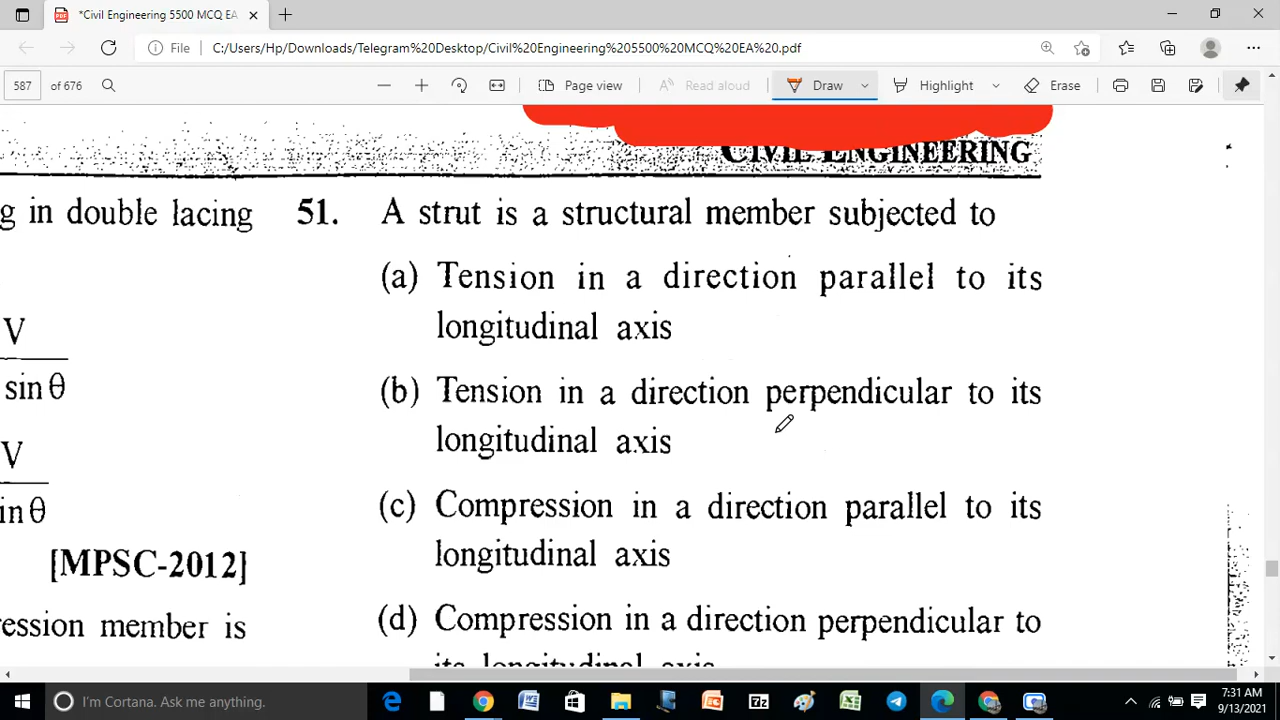 *Civil Engineering 5500 MCQ EA
File C:/Users/Hp/Downloads/Telegram%20Desktop/Civil%20Engineering%205500%20MCQ%20EA%20.pdf
587 of 676 Page view Read aloud Draw Highlight Erase
CIVIL ENGINEERING
g in double lacing
V
sin θ
V
in θ
[MPSC-2012]
ression member is
51. A strut is a structural member subjected to
(a) Tension in a direction parallel to its
longitudinal axis
(b) Tension in a direction perpendicular to its
longitudinal axis
(c) Compression in a direction parallel to its
longitudinal axis
(d) Compression in a direction perpendicular to
its longitudinal axis
I'm Cortana. Ask me anything.
7:31 AM
9/13/2021